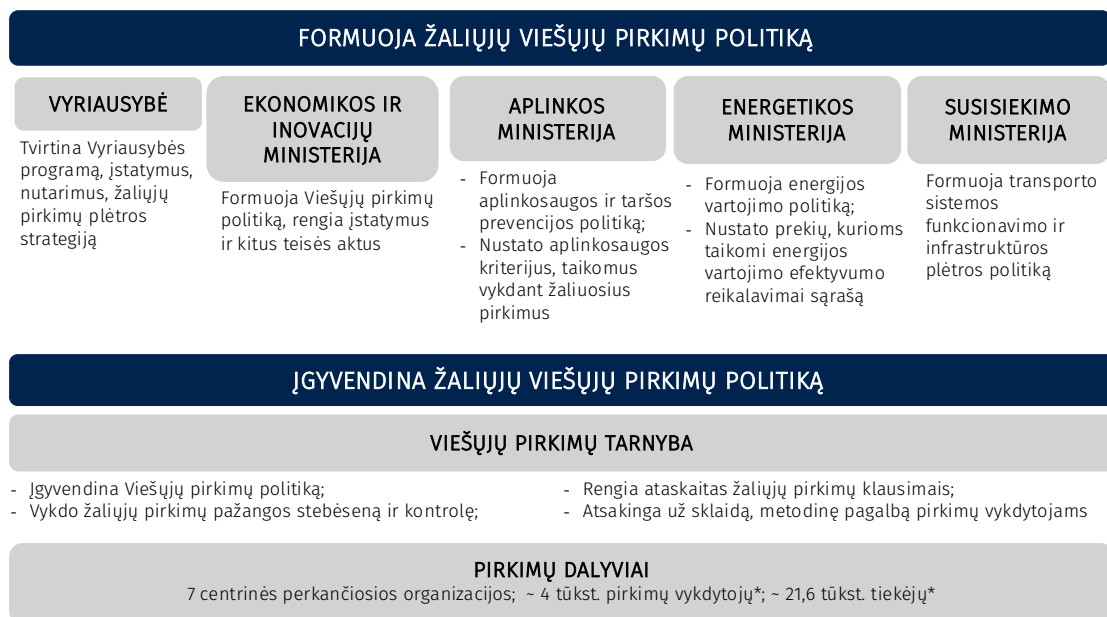 FORMUOJA ŽALIŲJŲ VIEŠŲJŲ PIRKIMŲ POLITIKĄ
VYRIAUSYBĖ
Tvirtina Vyriausybės
programą, įstatymus,
nutarimus, žaliųjų
pirkimų plėtros
strategiją
EKONOMIKOS IR
INOVACIJŲ
MINISTERIJA
Formuoja Viešųjų pirkimų
politiką, rengia įstatymus
ir kitus teisės aktus
APLINKOS
MINISTERIJA
- Formuoja
aplinkosaugos ir taršos
prevencijos politiką;
- Nustato aplinkosaugos
kriterijus, taikomus
vykdant žaliuosius
pirkimus
ENERGETIKOS
MINISTERIJA
- Formuoja energijos
vartojimo politiką;
- Nustato prekių, kurioms
taikomi energijos
vartojimo efektyvumo
reikalavimai sąrašą
SUSISIEKIMO
MINISTERIJA
Formuoja transporto
sistemos
funkcionavimo ir
infrastruktūros
plėtros politiką
ĮGYVENDINA ŽALIŲJŲ VIEŠŲJŲ PIRKIMŲ POLITIKĄ
VIEŠŲJŲ PIRKIMŲ TARNYBA
- Įgyvendina Viešųjų pirkimų politiką;
- Vykdo žaliųjų pirkimų pažangos stebėseną ir kontrolę;
- Rengia ataskaitas žaliųjų pirkimų klausimais;
- Atsakinga už sklaidą, metodinę pagalbą pirkimų vykdytojams
PIRKIMŲ DALYVIAI
7 centrinės perkančiosios organizacijos; ~ 4 tūkst. pirkimų vykdytojų*; ~ 21,6 tūkst. tiekėjų*